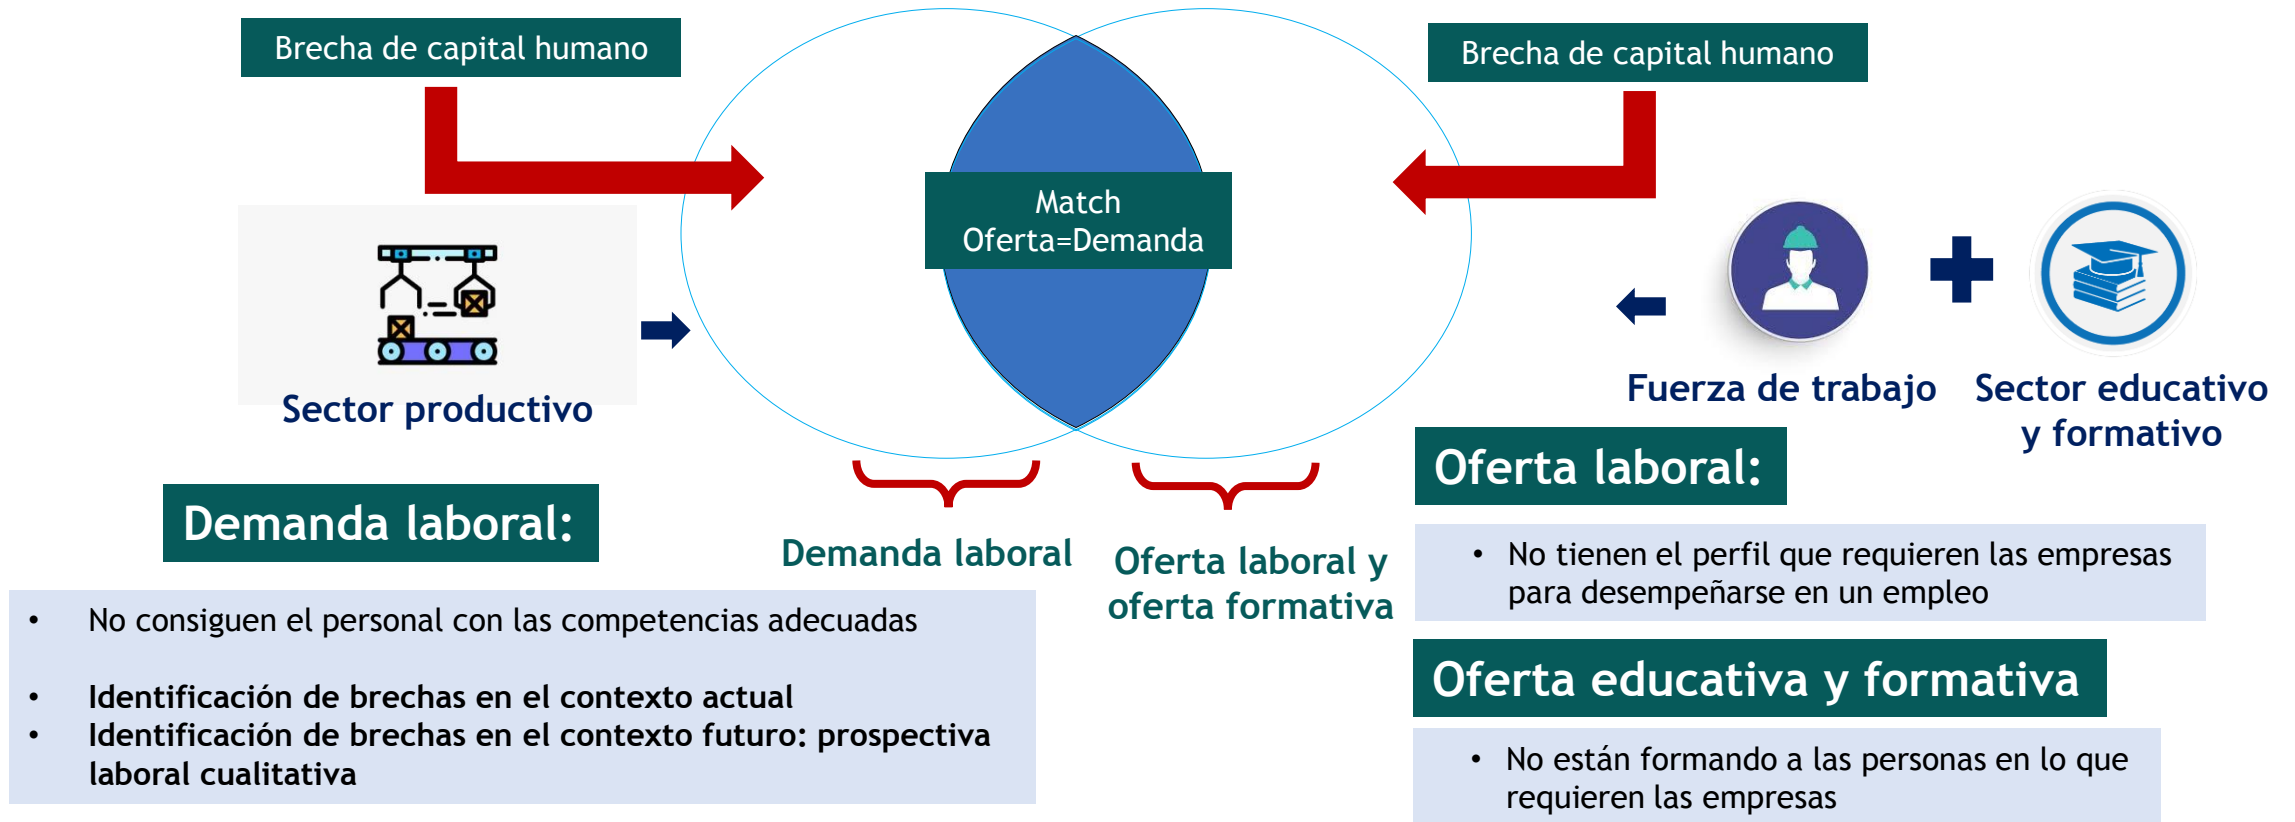 Brecha de capital humano
Brecha de capital humano
Match
Oferta=Demanda
Sector productivo
Fuerza de trabajo
Sector educativo
y formativo
Demanda laboral:
Demanda laboral
Oferta laboral y
oferta formativa
Oferta laboral:
• No tienen el perfil que requieren las empresas
para desempeñarse en un empleo
• No consiguen el personal con las competencias adecuadas
• Identificación de brechas en el contexto actual
• Identificación de brechas en el contexto futuro: prospectiva
laboral cualitativa
Oferta educativa y formativa
• No están formando a las personas en lo que
requieren las empresas